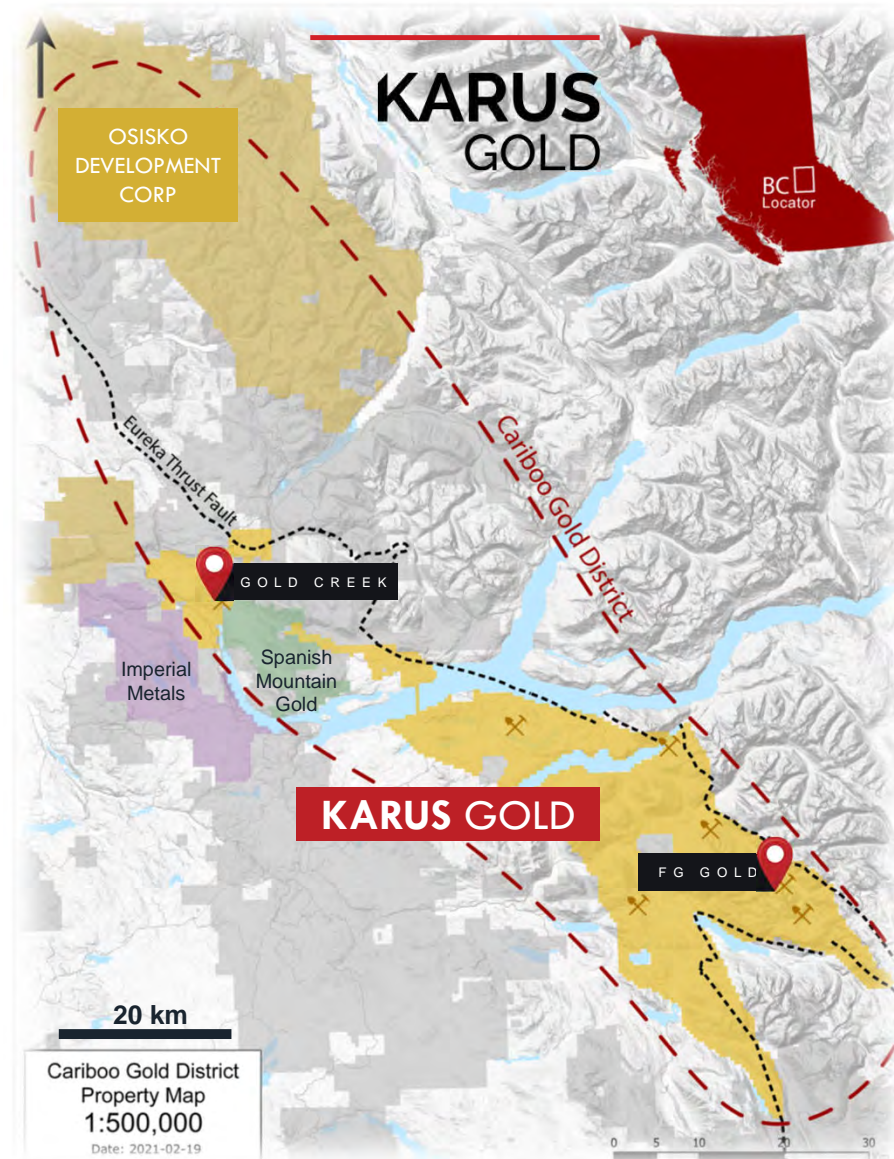 KARUS
GOLD
OSISKO
DEVELOPMENT
CORP
BC
Locator
Eureka Thrust Fault
Cariboo Gold District
GOLD CREEK
Imperial
Metals
Spanish
Mountain
Gold
KARUS GOLD
FG GOLD
20 km
Cariboo Gold District
Property Map
1:500,000
Date: 2021-02-19
0 5 10 20 30